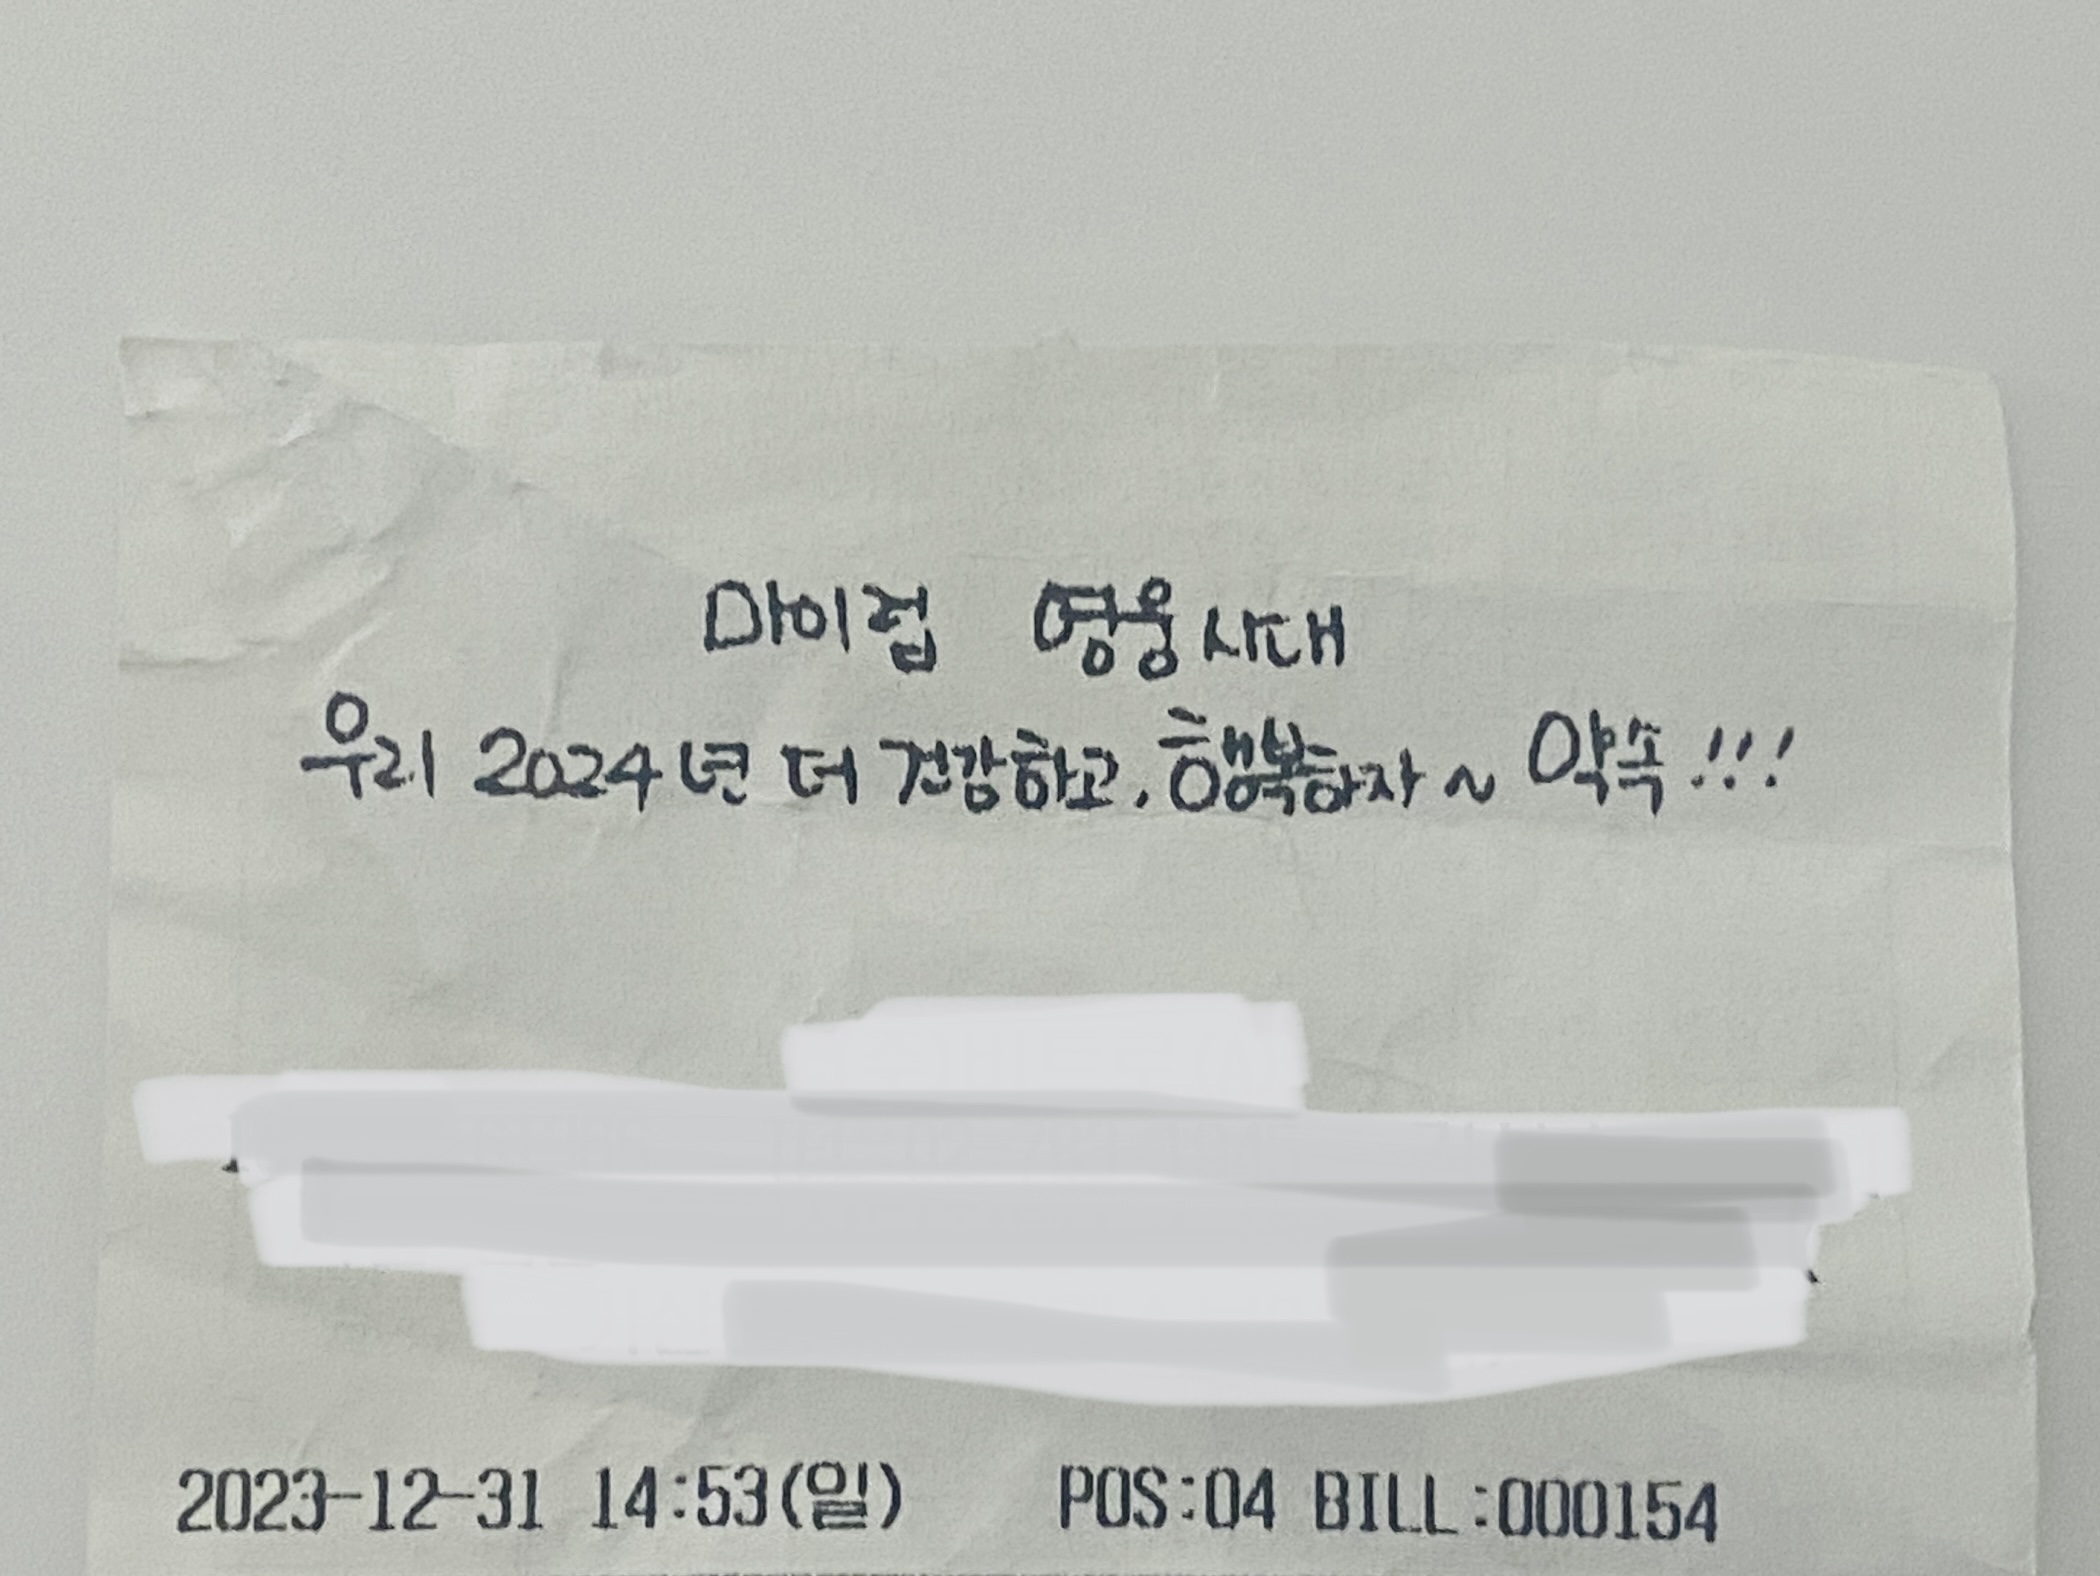 마이컵 영웅시대
우리 2024년 더 건강하고, 행복하자~ 약속!!!
2023-12-31 14:53(일) POS:04 BILL:000154